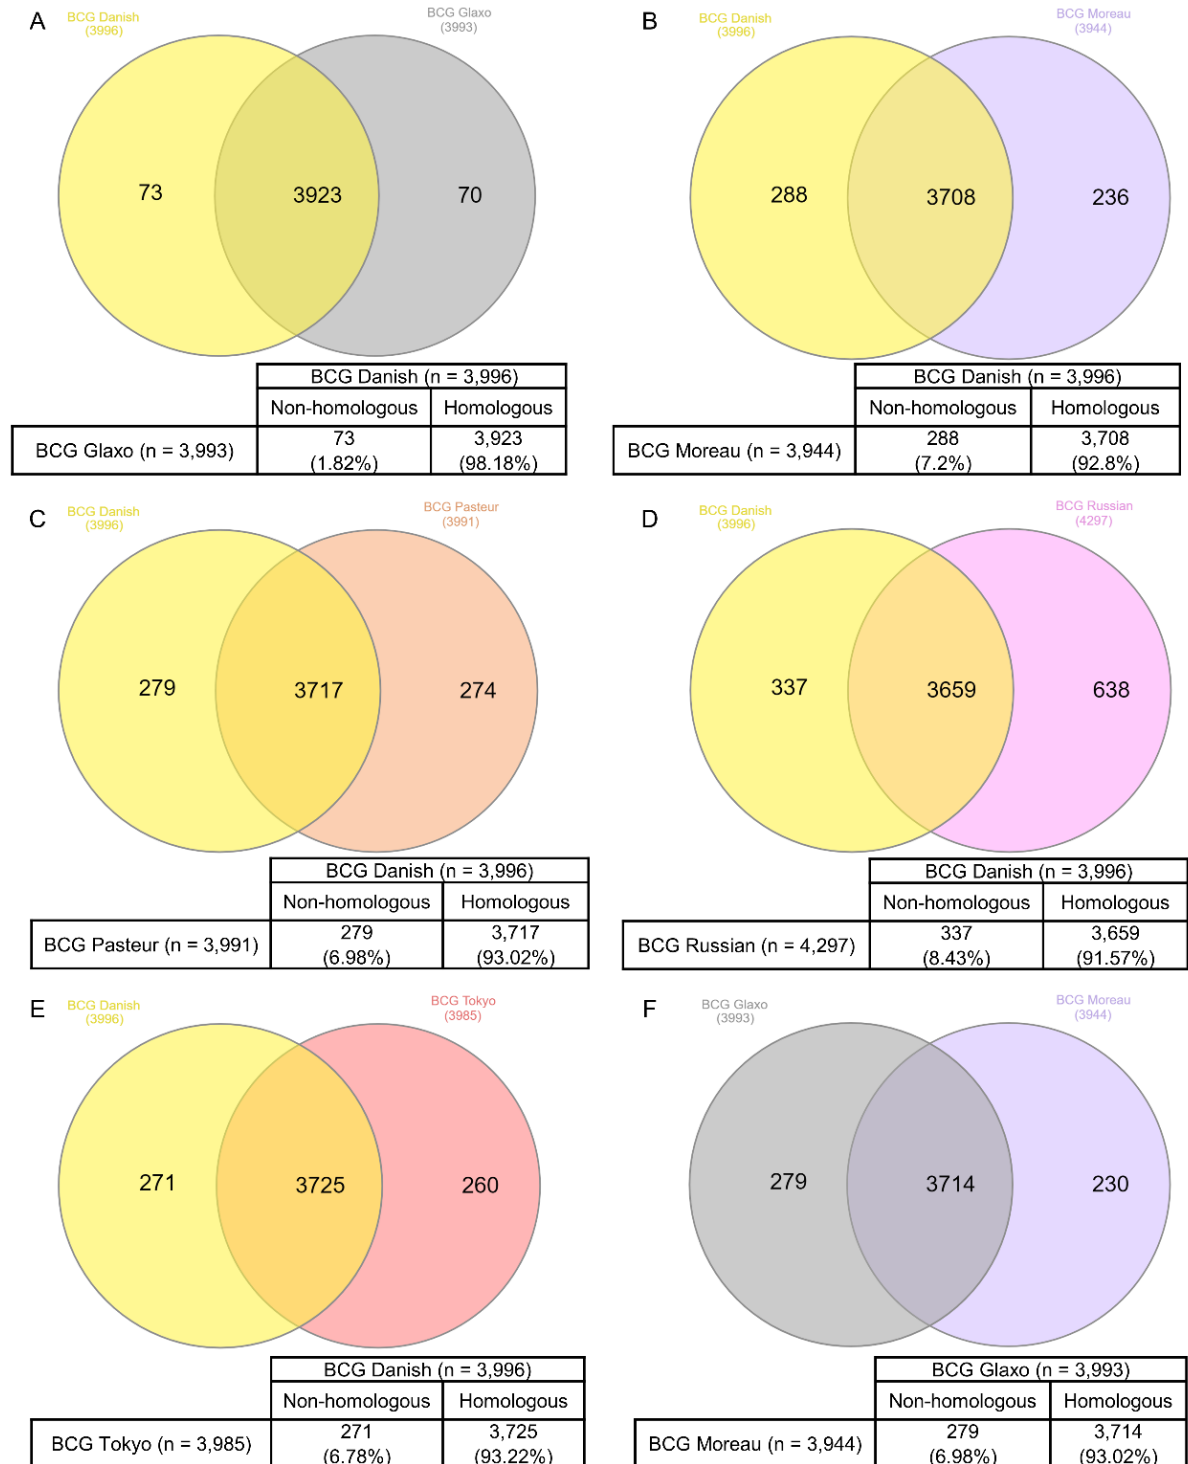 A
BCG Danish
(3996)
BCG Glaxo
(3993)
73
3923
70
BCG Danish (n = 3,996)
Non-homologous
Homologous
BCG Glaxo (n = 3,993)
73
(1.82%)
3,923
(98.18%)
B
BCG Danish
(3996)
BCG Moreau
(3944)
288
3708
236
BCG Danish (n = 3,996)
Non-homologous
Homologous
BCG Moreau (n = 3,944)
288
(7.2%)
3,708
(92.8%)
C
BCG Danish
(3996)
BCG Pasteur
(3991)
279
3717
274
BCG Danish (n = 3,996)
Non-homologous
Homologous
BCG Pasteur (n = 3,991)
279
(6.98%)
3,717
(93.02%)
D
BCG Danish
(3996)
BCG Russian
(4297)
337
3659
638
BCG Danish (n = 3,996)
Non-homologous
Homologous
BCG Russian (n = 4,297)
337
(8.43%)
3,659
(91.57%)
E
BCG Danish
(3996)
BCG Tokyo
(3985)
271
3725
260
BCG Danish (n = 3,996)
Non-homologous
Homologous
BCG Tokyo (n = 3,985)
271
(6.78%)
3,725
(93.22%)
F
BCG Glaxo
(3993)
BCG Moreau
(3944)
279
3714
230
BCG Glaxo (n = 3,993)
Non-homologous
Homologous
BCG Moreau (n = 3,944)
279
(6.98%)
3,714
(93.02%)